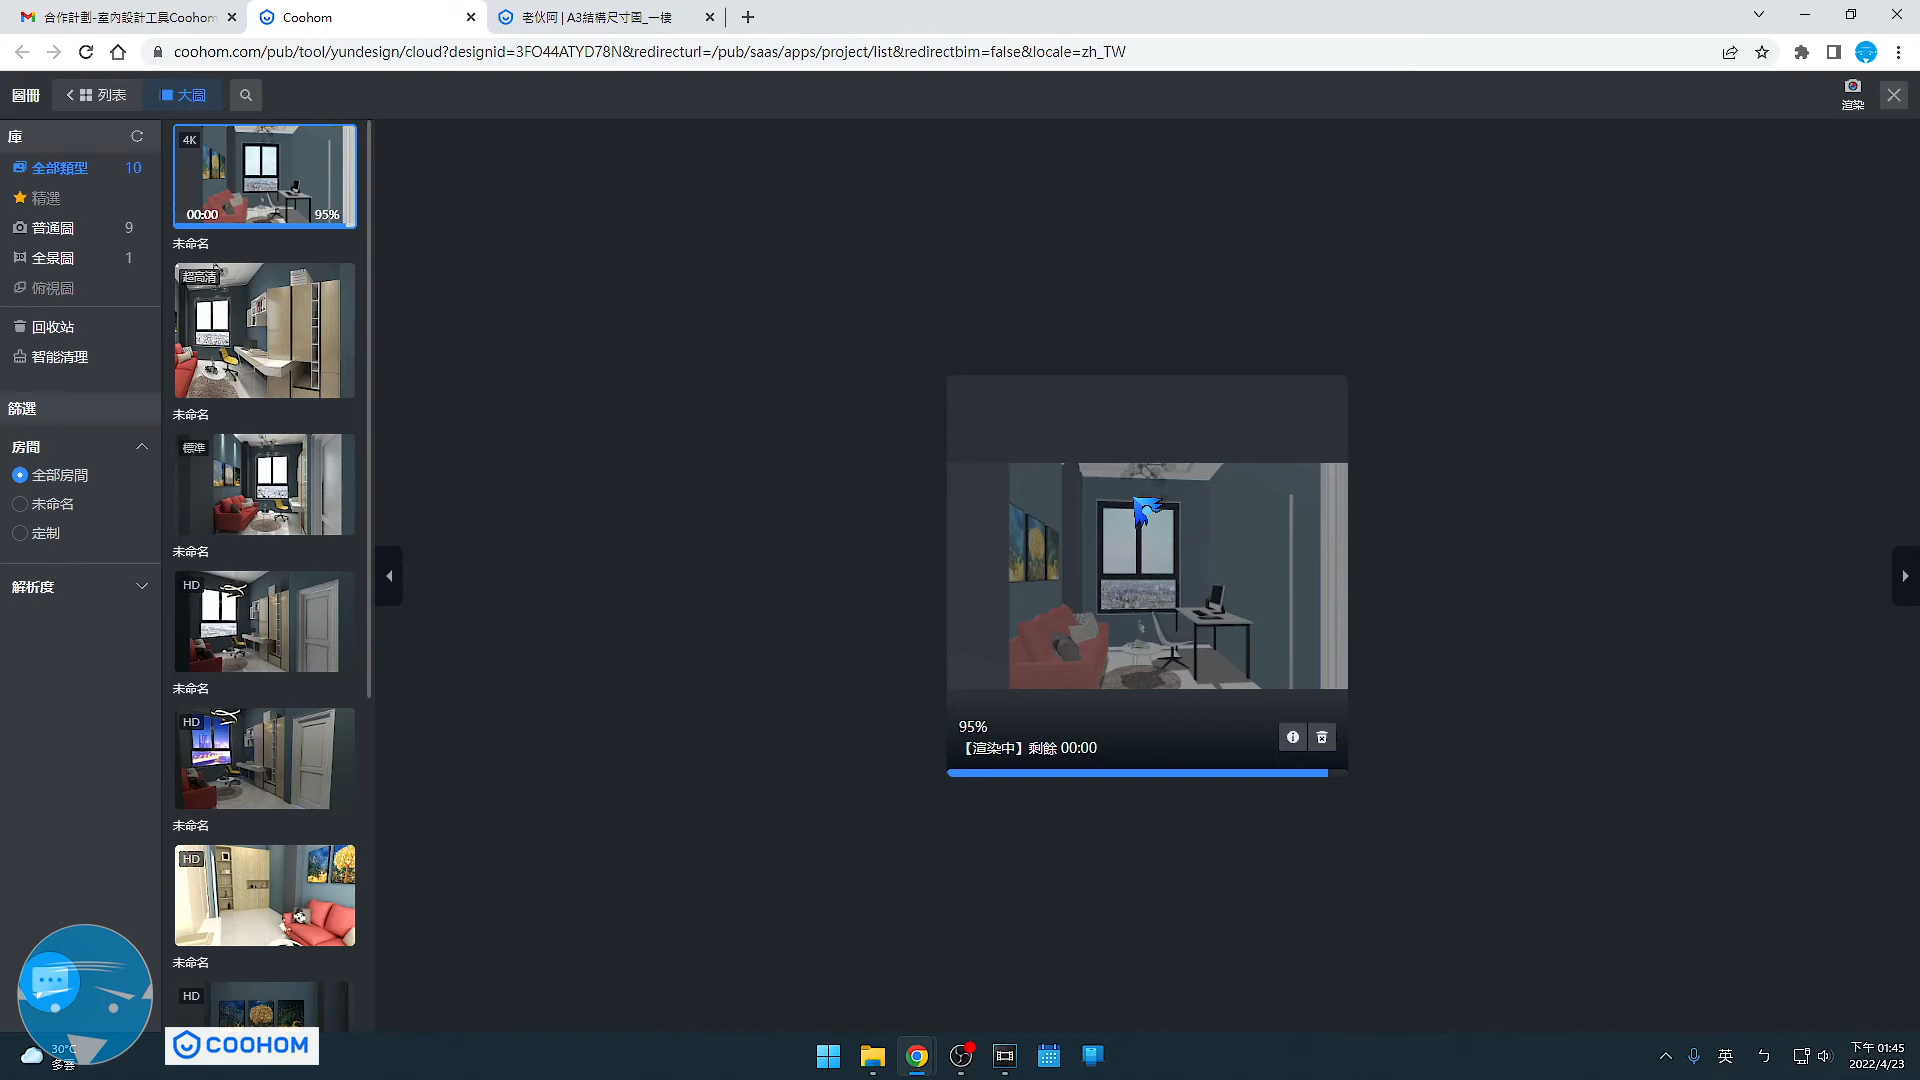 合作計劃-室內設計工具Coohom
Coohom
老伙阿 | A3結構尺寸圖_一樓
coohom.com/pub/tool/yundesign/cloud?designid=3FO44ATYD78N&redirecturl=/pub/saas/apps/project/list&redirectbim=false&locale=zh_TW
圖冊
列表
大圖
渲染
庫
全部類型 10
精選
普通圖 9
全景圖 1
俯視圖
回收站
智能清理
篩選
房間
全部房間
未命名
定制
解析度
4K
00:00 95%
未命名
超高清
未命名
標準
未命名
HD
未命名
HD
未命名
HD
未命名
HD
95%
【渲染中】剩餘 00:00
COOHOM
30°C
多雲
英
ㄅ
下午 01:45
2022/4/23